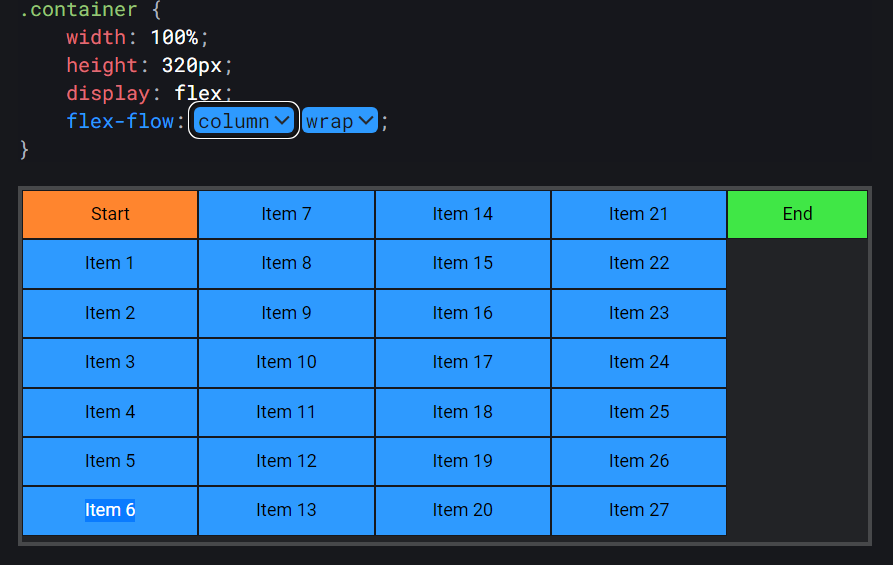 .container {
width: 100%;
height: 320px;
display: flex;
flex-flow: column wrap;
}
Start Item 7 Item 14 Item 21 End
Item 1 Item 8 Item 15 Item 22
Item 2 Item 9 Item 16 Item 23
Item 3 Item 10 Item 17 Item 24
Item 4 Item 11 Item 18 Item 25
Item 5 Item 12 Item 19 Item 26
Item 6 Item 13 Item 20 Item 27